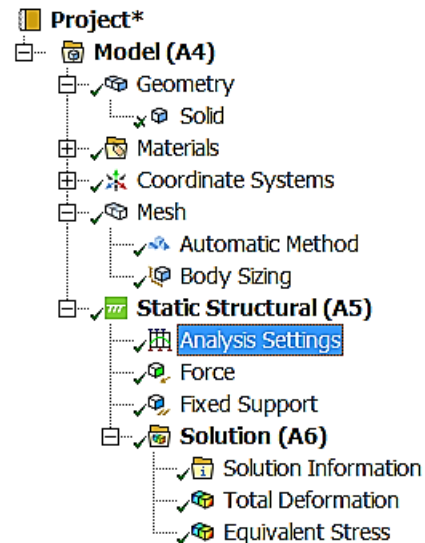 Project*
Model (A4)
Geometry
Solid
Materials
Coordinate Systems
Mesh
Automatic Method
Body Sizing
Static Structural (A5)
Analysis Settings
Force
Fixed Support
Solution (A6)
Solution Information
Total Deformation
Equivalent Stress